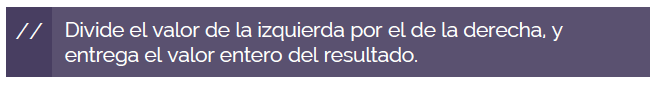 // Divide el valor de la izquierda por el de la derecha, y
entrega el valor entero del resultado.